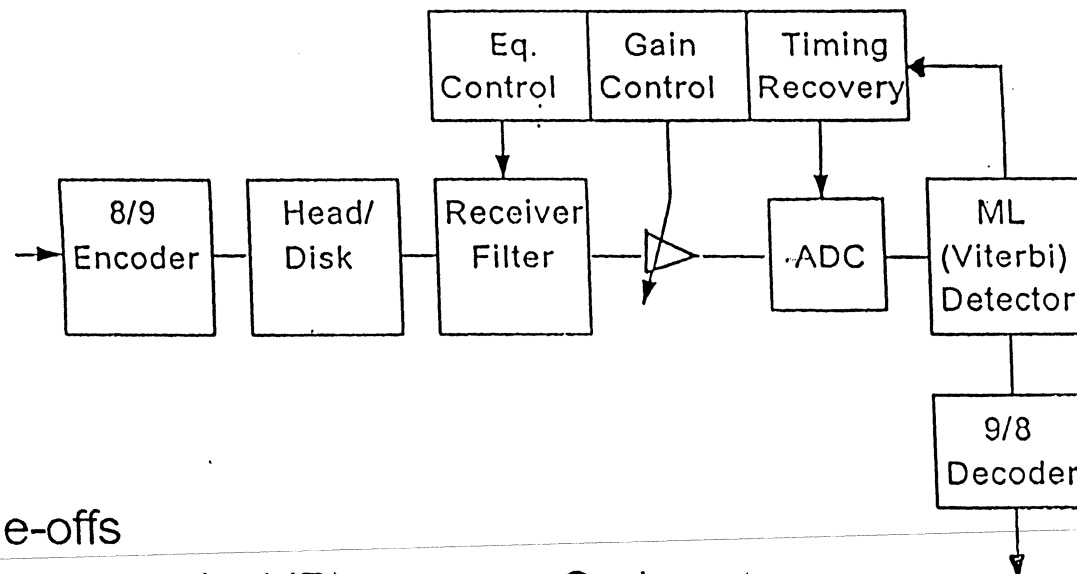 Eq.
Control
Gain
Control
Timing
Recovery
8/9
Encoder
Head/
Disk
Receiver
Filter
ADC
ML
(Viterbi)
Detector
9/8
Decoder
e-offs